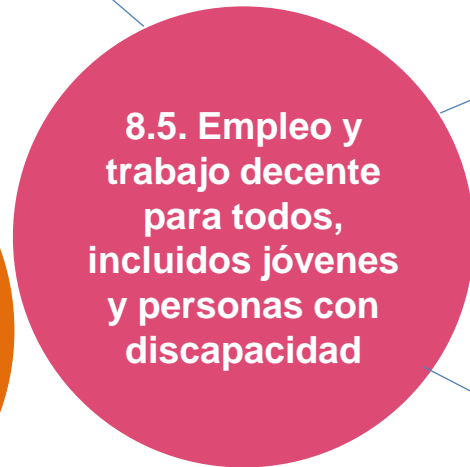 8.5. Empleo y
trabajo decente
para todos,
incluidos jóvenes
y personas con
discapacidad